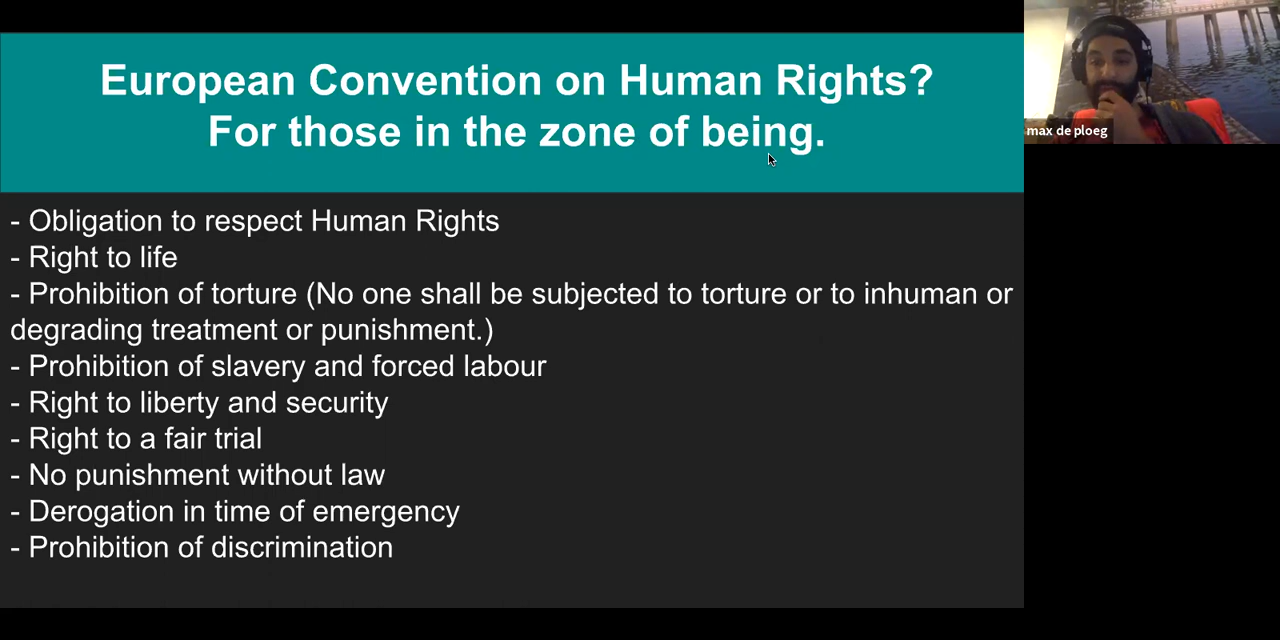 European Convention on Human Rights?
For those in the zone of being.
- Obligation to respect Human Rights
- Right to life
- Prohibition of torture (No one shall be subjected to torture or to inhuman or
degrading treatment or punishment.)
- Prohibition of slavery and forced labour
- Right to liberty and security
- Right to a fair trial
- No punishment without law
- Derogation in time of emergency
- Prohibition of discrimination
max de ploeg